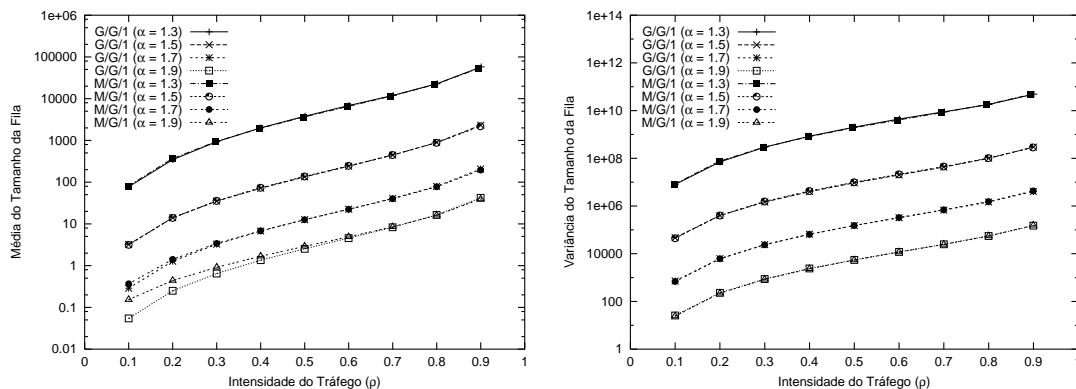 Média do Tamanho da Fila
1e+06
100000
10000
1000
100
10
1
0.1
0.01
G/G/1 (α = 1.3)
G/G/1 (α = 1.5)
G/G/1 (α = 1.7)
G/G/1 (α = 1.9)
M/G/1 (α = 1.3)
M/G/1 (α = 1.5)
M/G/1 (α = 1.7)
M/G/1 (α = 1.9)
0 0.1 0.2 0.3 0.4 0.5 0.6 0.7 0.8 0.9 1
Intensidade do Tráfego (ρ)
Variância do Tamanho da Fila
1e+14
1e+12
1e+10
1e+08
1e+06
10000
100
1
G/G/1 (α = 1.3)
G/G/1 (α = 1.5)
G/G/1 (α = 1.7)
G/G/1 (α = 1.9)
M/G/1 (α = 1.3)
M/G/1 (α = 1.5)
M/G/1 (α = 1.7)
M/G/1 (α = 1.9)
0 0.1 0.2 0.3 0.4 0.5 0.6 0.7 0.8 0.9 1
Intensidade do Tráfego (ρ)